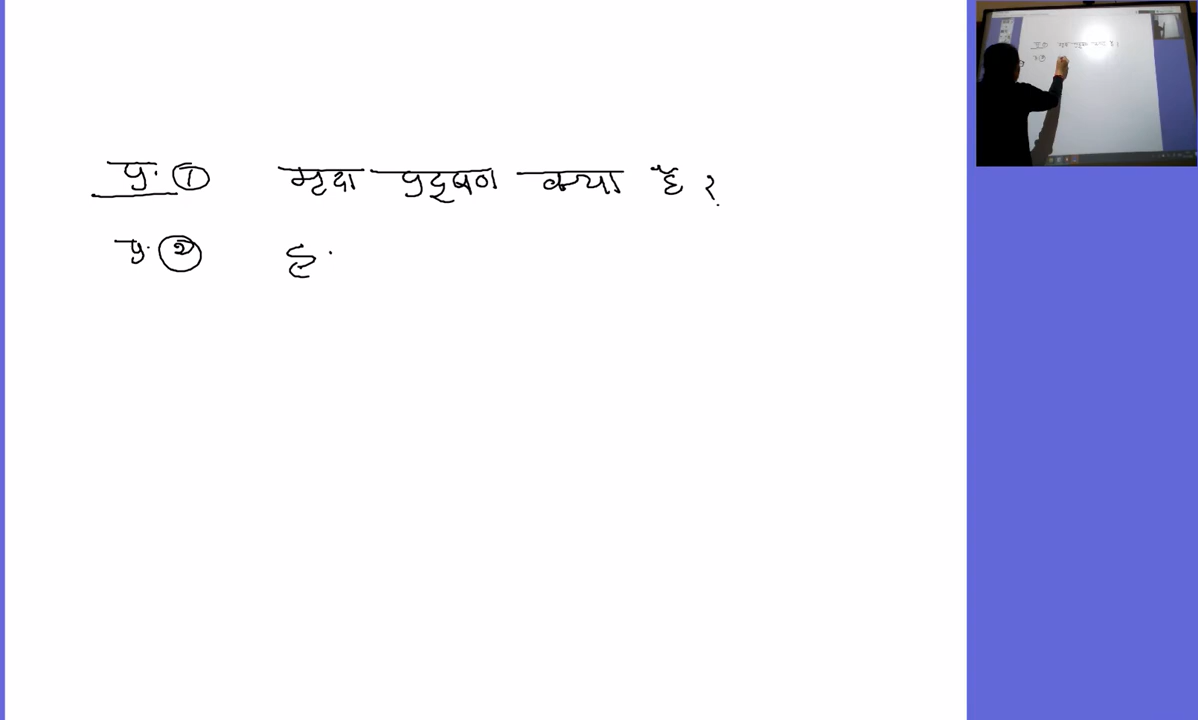 प्र. ① मृदा प्रदूषण क्या है ?
प्र. ② ह